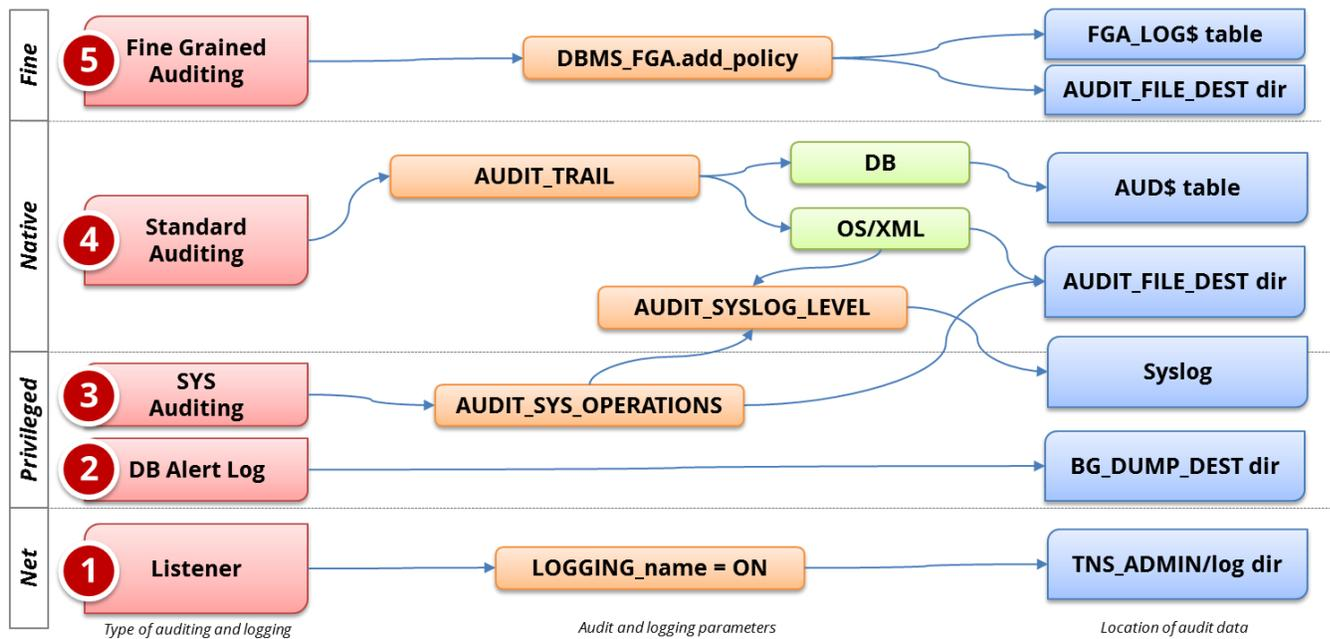 Fine
5
Fine Grained
Auditing
DBMS_FGA.add_policy
FGA_LOG$ table
AUDIT_FILE_DEST dir
Native
4
Standard
Auditing
AUDIT_TRAIL
DB
OS/XML
AUDIT_SYSLOG_LEVEL
AUD$ table
AUDIT_FILE_DEST dir
Syslog
Privileged
3
SYS
Auditing
AUDIT_SYS_OPERATIONS
2
DB Alert Log
BG_DUMP_DEST dir
Net
1
Listener
LOGGING_name = ON
TNS_ADMIN/log dir
Type of auditing and logging
Audit and logging parameters
Location of audit data